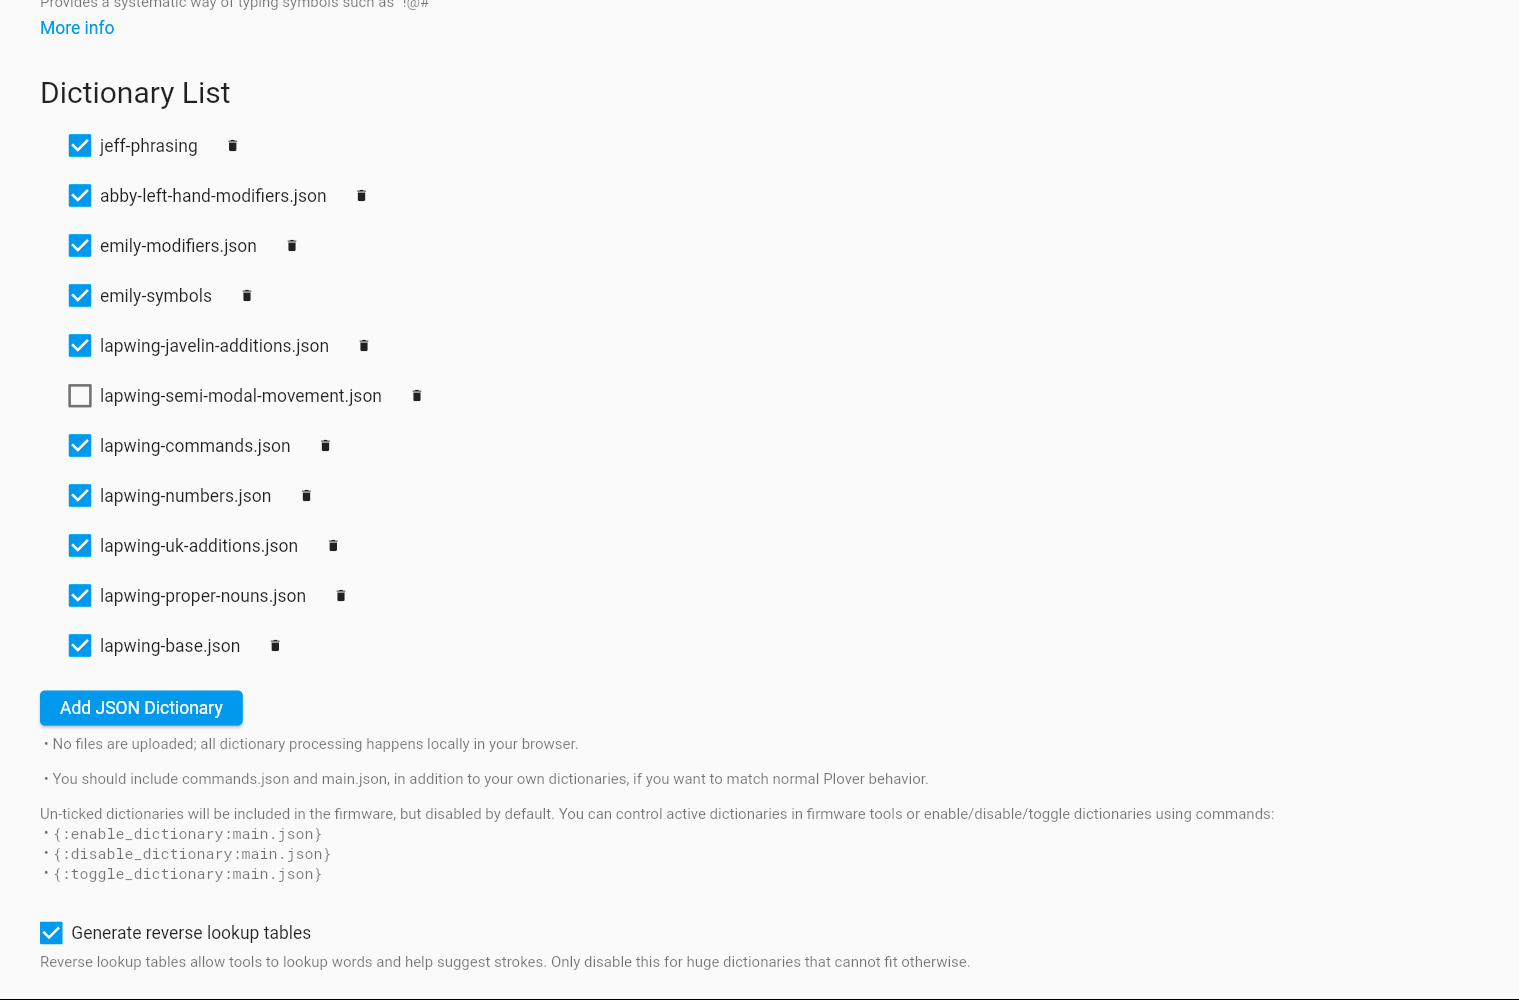 Provides a systematic way of typing symbols such as `!@#
More info
Dictionary List
jeff-phrasing
abby-left-hand-modifiers.json
emily-modifiers.json
emily-symbols
lapwing-javelin-additions.json
lapwing-semi-modal-movement.json
lapwing-commands.json
lapwing-numbers.json
lapwing-uk-additions.json
lapwing-proper-nouns.json
lapwing-base.json
Add JSON Dictionary
• No files are uploaded; all dictionary processing happens locally in your browser.
• You should include commands.json and main.json, in addition to your own dictionaries, if you want to match normal Plover behavior.
Un-ticked dictionaries will be included in the firmware, but disabled by default. You can control active dictionaries in firmware tools or enable/disable/toggle dictionaries using commands:
• {:enable_dictionary:main.json}
• {:disable_dictionary:main.json}
• {:toggle_dictionary:main.json}
Generate reverse lookup tables
Reverse lookup tables allow tools to lookup words and help suggest strokes. Only disable this for huge dictionaries that cannot fit otherwise.